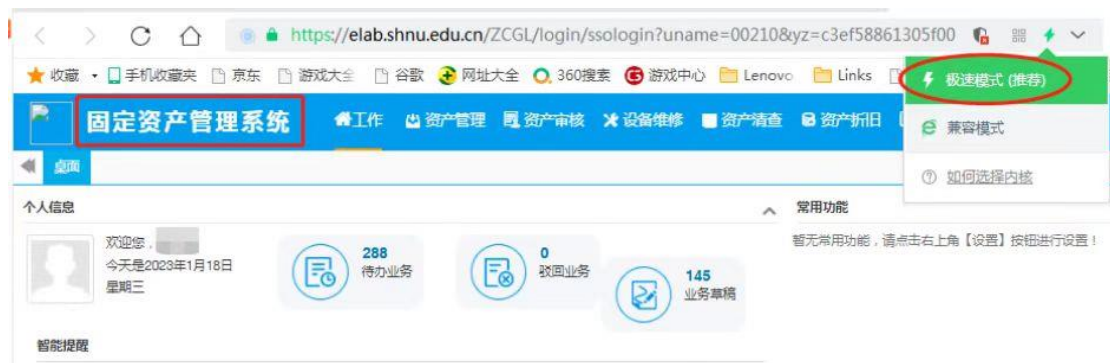 https://elab.shnu.edu.cn/ZCGL/login/ssologin?uname=00210&yz=c3ef58861305f00
收藏 手机收藏夹 京东 游戏大全 谷歌 网址大全 360搜索 游戏中心 Lenovo Links
极速模式 (推荐)
兼容模式
如何选择内核
固定资产管理系统 工作 资产管理 资产审核 设备维修 资产清查 资产折旧
桌面
个人信息
常用功能
欢迎您,
今天是2023年1月18日
星期三
288
待办业务
0
驳回业务
145
业务草稿
暂无常用功能,请点击右上角【设置】按钮进行设置!
智能提醒